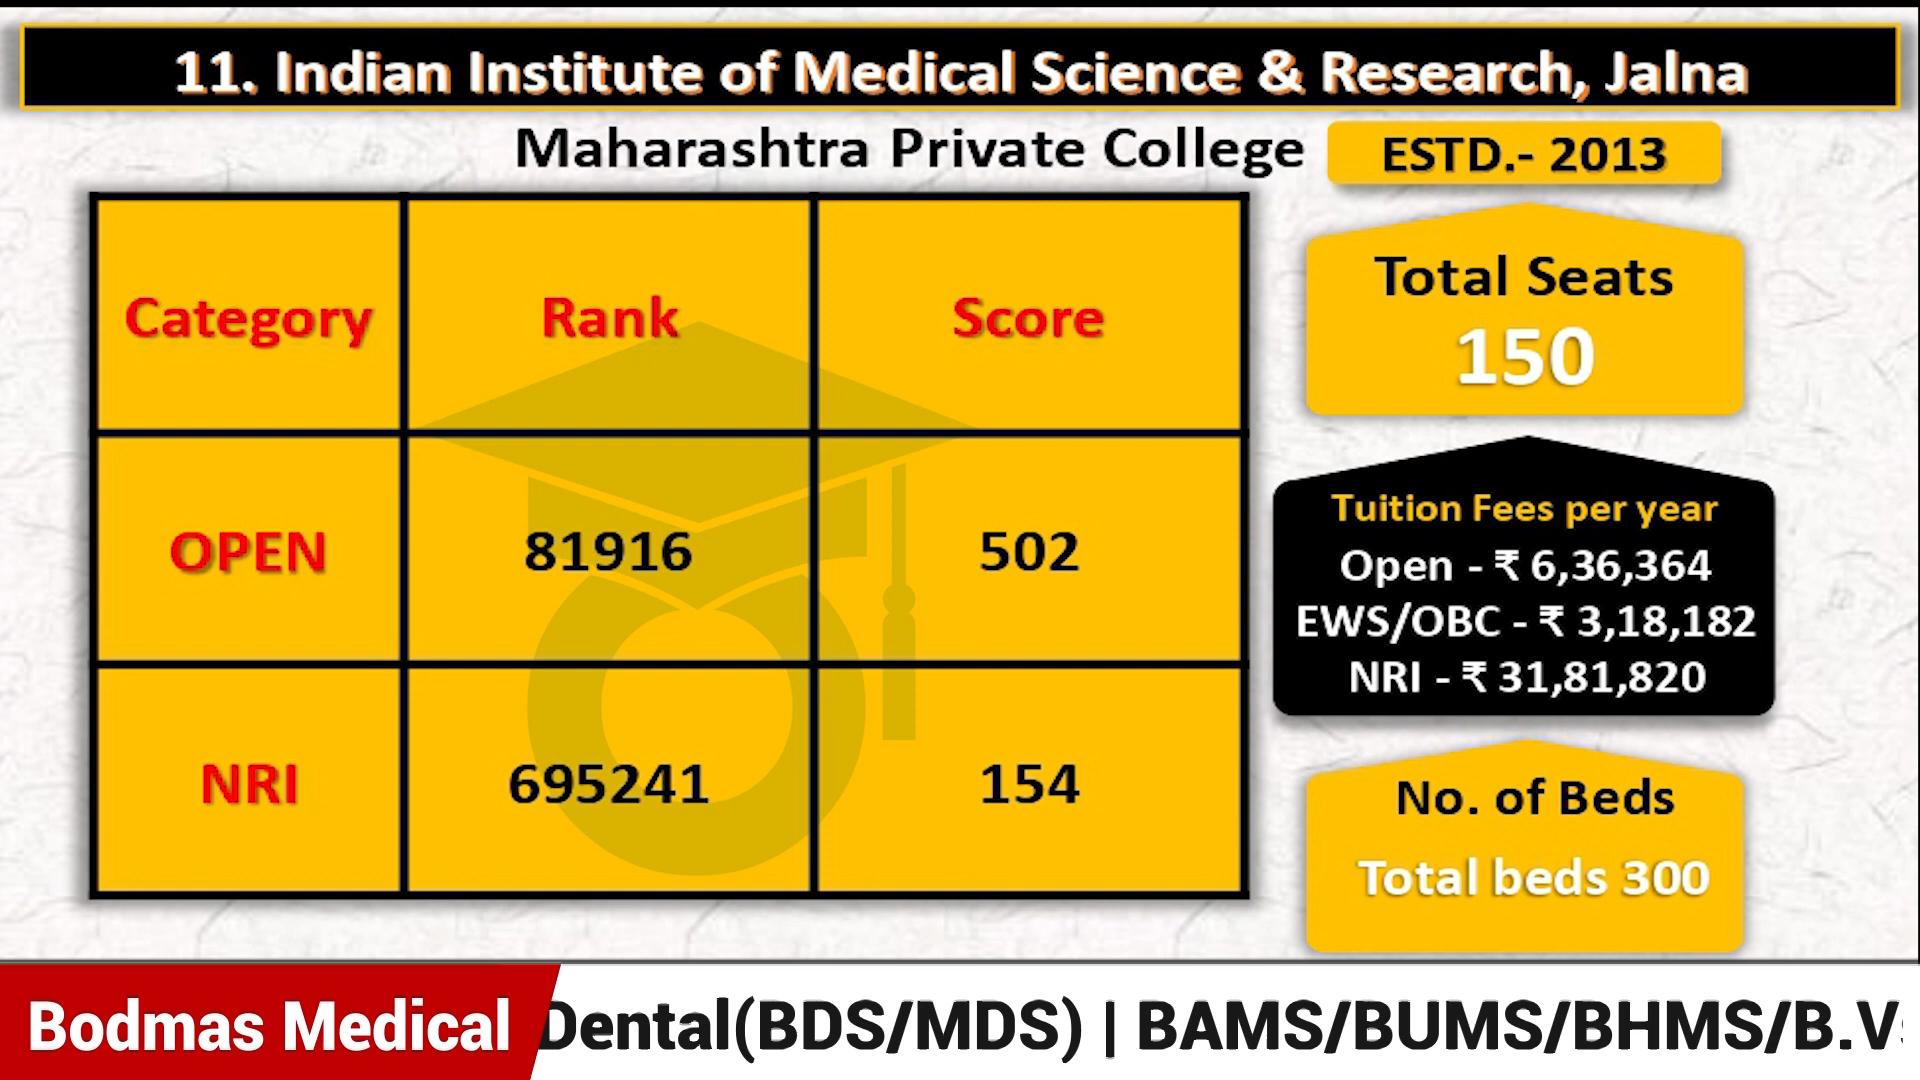 11. Indian Institute of Medical Science & Research, Jalna
Maharashtra Private College
ESTD.- 2013
Category Rank Score
OPEN 81916 502
NRI 695241 154
Total Seats
150
Tuition Fees per year
Open - ₹ 6,36,364
EWS/OBC - ₹ 3,18,182
NRI - ₹ 31,81,820
No. of Beds
Total beds 300
Bodmas Medical
Dental(BDS/MDS) | BAMS/BUMS/BHMS/B.Vs